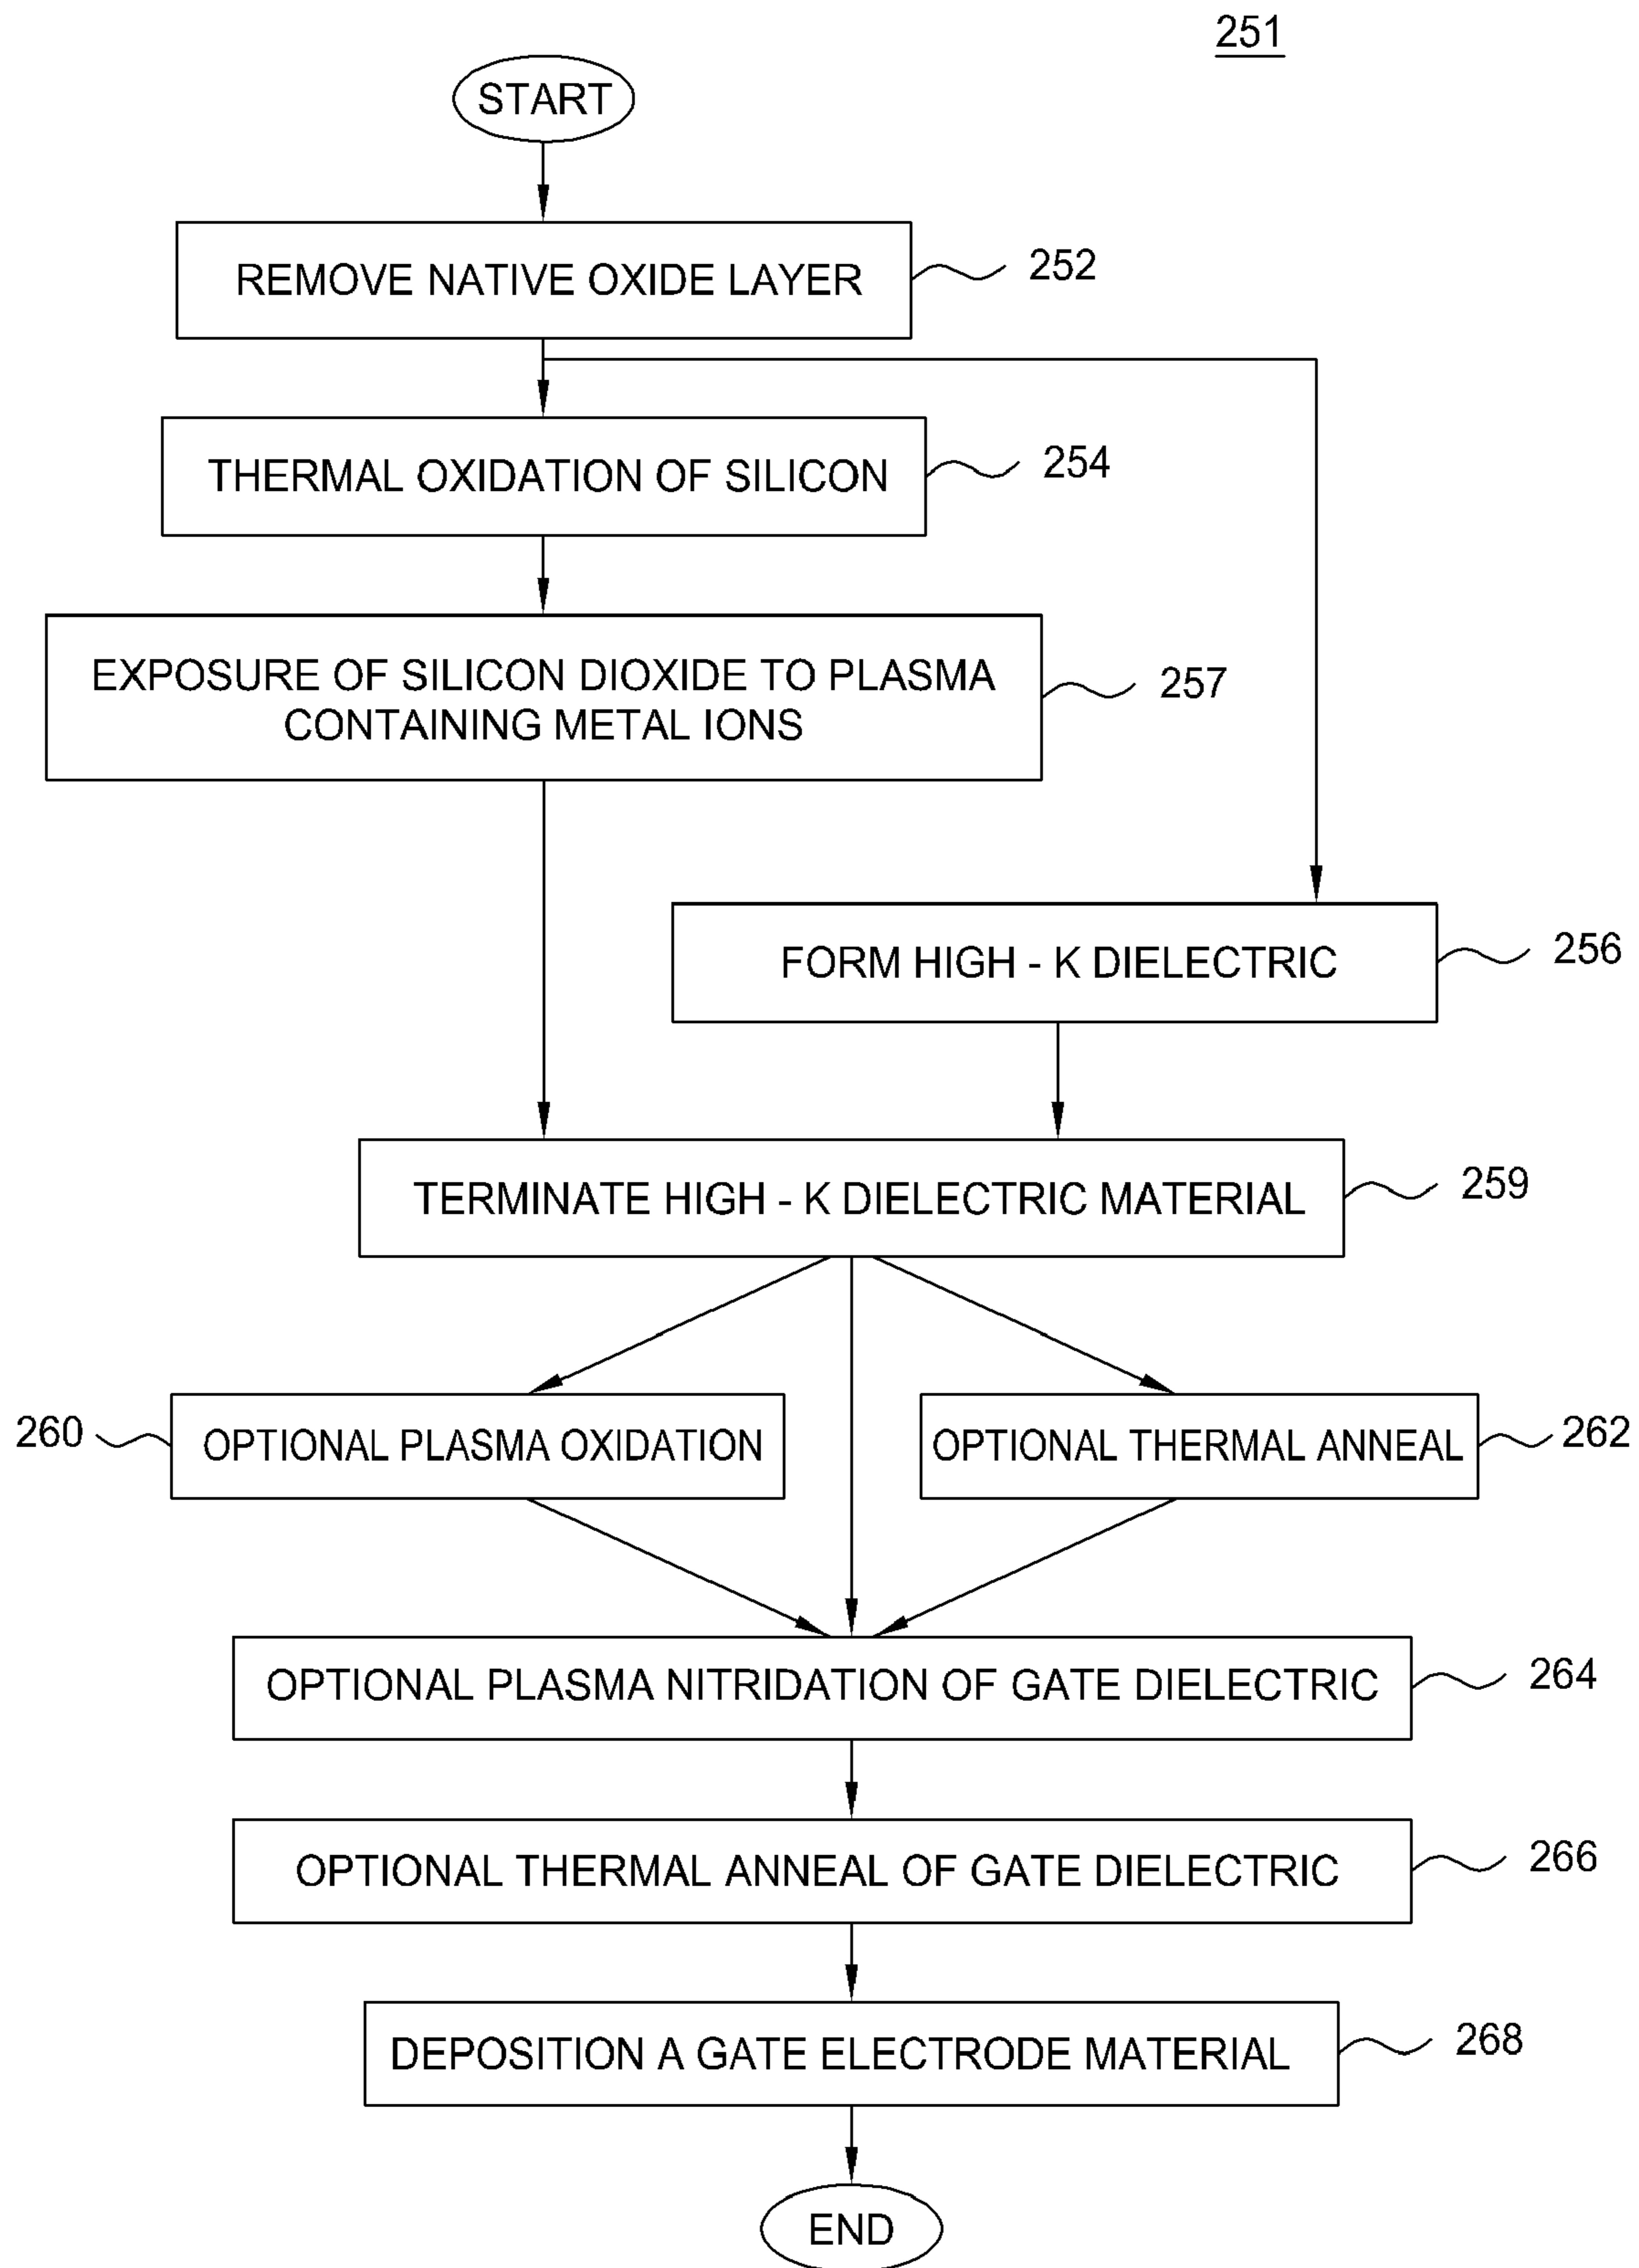 251
START
REMOVE NATIVE OXIDE LAYER
252
THERMAL OXIDATION OF SILICON
254
EXPOSURE OF SILICON DIOXIDE TO PLASMA
CONTAINING METAL IONS
257
FORM HIGH - K DIELECTRIC
256
TERMINATE HIGH - K DIELECTRIC MATERIAL
259
260
OPTIONAL PLASMA OXIDATION
OPTIONAL THERMAL ANNEAL
262
OPTIONAL PLASMA NITRIDATION OF GATE DIELECTRIC
264
OPTIONAL THERMAL ANNEAL OF GATE DIELECTRIC
266
DEPOSITION A GATE ELECTRODE MATERIAL
268
END